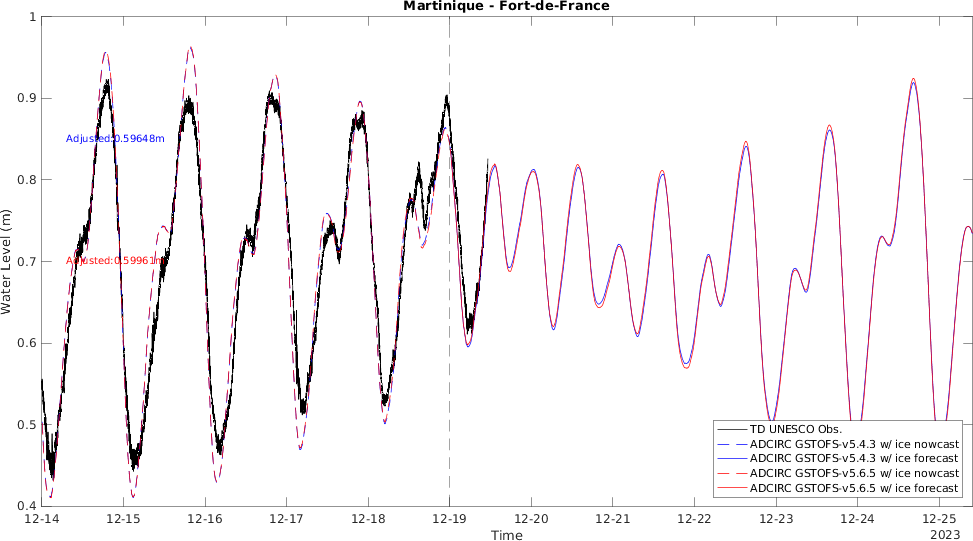 Martinique - Fort-de-France
1
0.9
0.8
0.7
0.6
0.5
0.4
Water Level (m)
Adjusted:0.59648m
Adjusted:0.59961m
TD UNESCO Obs.
ADCIRC GSTOFS-v5.4.3 w/ ice nowcast
ADCIRC GSTOFS-v5.4.3 w/ ice forecast
ADCIRC GSTOFS-v5.6.5 w/ ice nowcast
ADCIRC GSTOFS-v5.6.5 w/ ice forecast
12-14 12-15 12-16 12-17 12-18 12-19 12-20 12-21 12-22 12-23 12-24 12-25
Time
2023